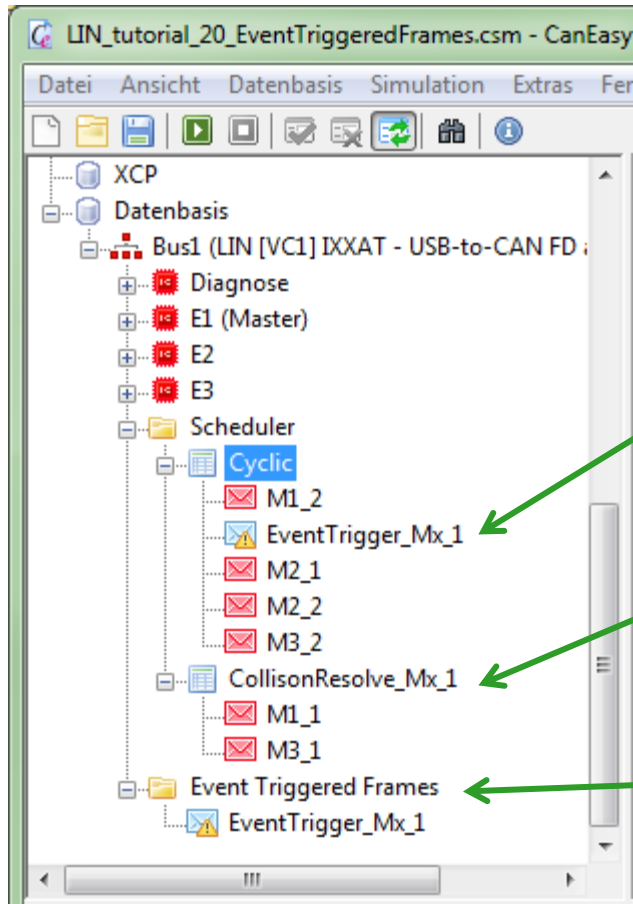 LIN_tutorial_20_EventTriggeredFrames.csm - CanEasy
Datei Ansicht Datenbasis Simulation Extras
XCP
Datenbasis
Bus1 (LIN [VC1] IXXAT - USB-to-CAN FD
Diagnose
E1 (Master)
E2
E3
Scheduler
Cyclic
M1_2
EventTrigger_Mx_1
M2_1
M2_2
M3_2
CollisonResolve_Mx_1
M1_1
M3_1
Event Triggered Frames
EventTrigger_Mx_1